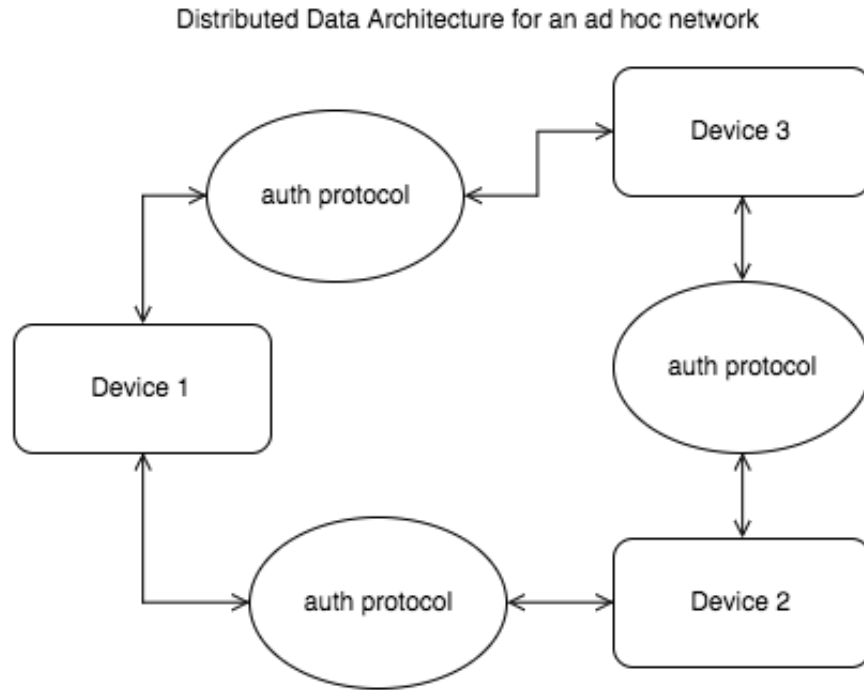 Distributed Data Architecture for an ad hoc network
Device 3
auth protocol
Device 1
auth protocol
auth protocol
Device 2